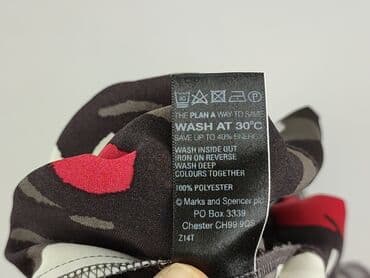 THE PLAN A WAY TO SAVE
WASH AT 30°C
SAVE UP TO 40% ENERGY
WASH INSIDE OUT
IRON ON REVERSE
WASH DEEP
COLOURS TOGETHER
100% POLYESTER
© Marks and Spencer plc
PO Box 3339
Chester CH99 9QS
Z14T